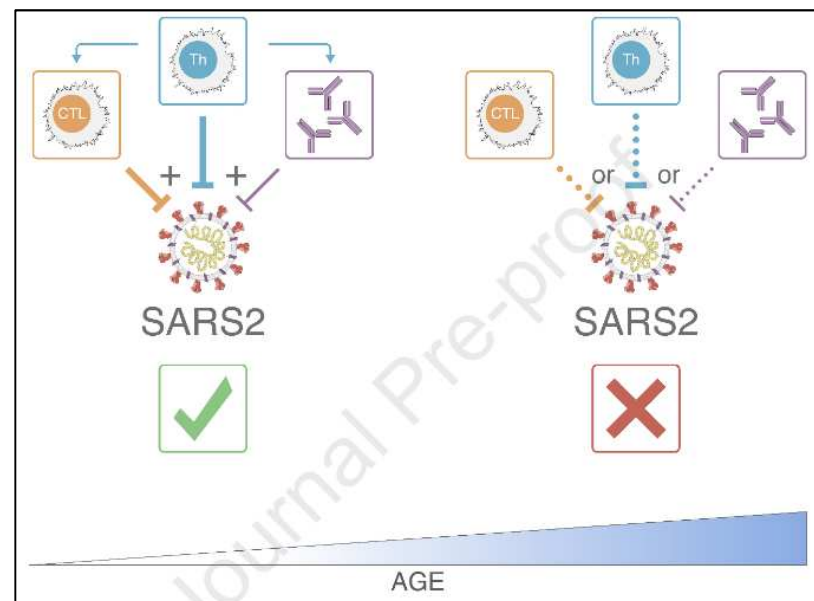 Th
CTL
+ +
SARS2
Th
CTL
or or
SARS2
AGE
Journal Pre-proof